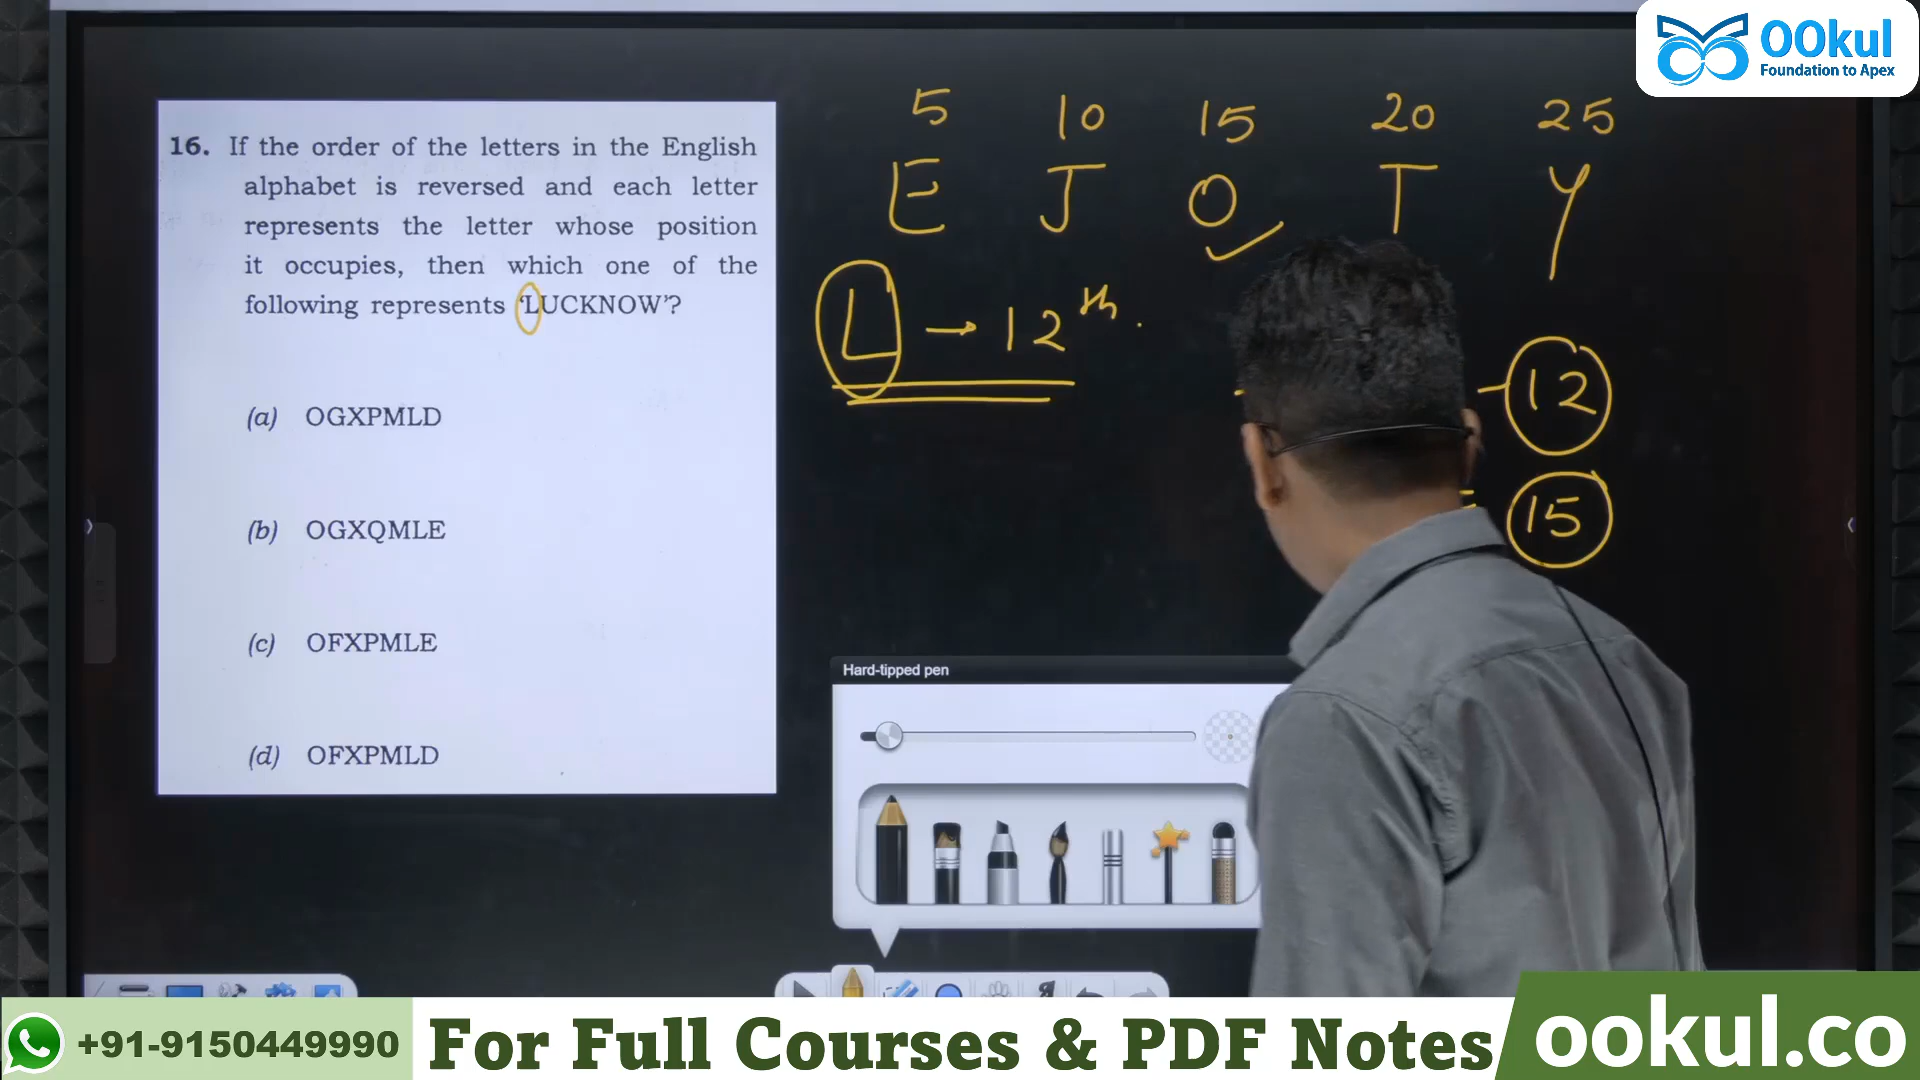 OOkul
Foundation to Apex
5 10 15 20 25
E J O T Y
16. If the order of the letters in the English
alphabet is reversed and each letter
represents the letter whose position
it occupies, then which one of the
following represents 'LUCKNOW'?
L → 12th.
- 12
= 15
(a) OGXPMLD
(b) OGXQMLE
(c) OFXPMLE
(d) OFXPMLD
Hard-tipped pen
+91-9150449990
For Full Courses & PDF Notes
ookul.co